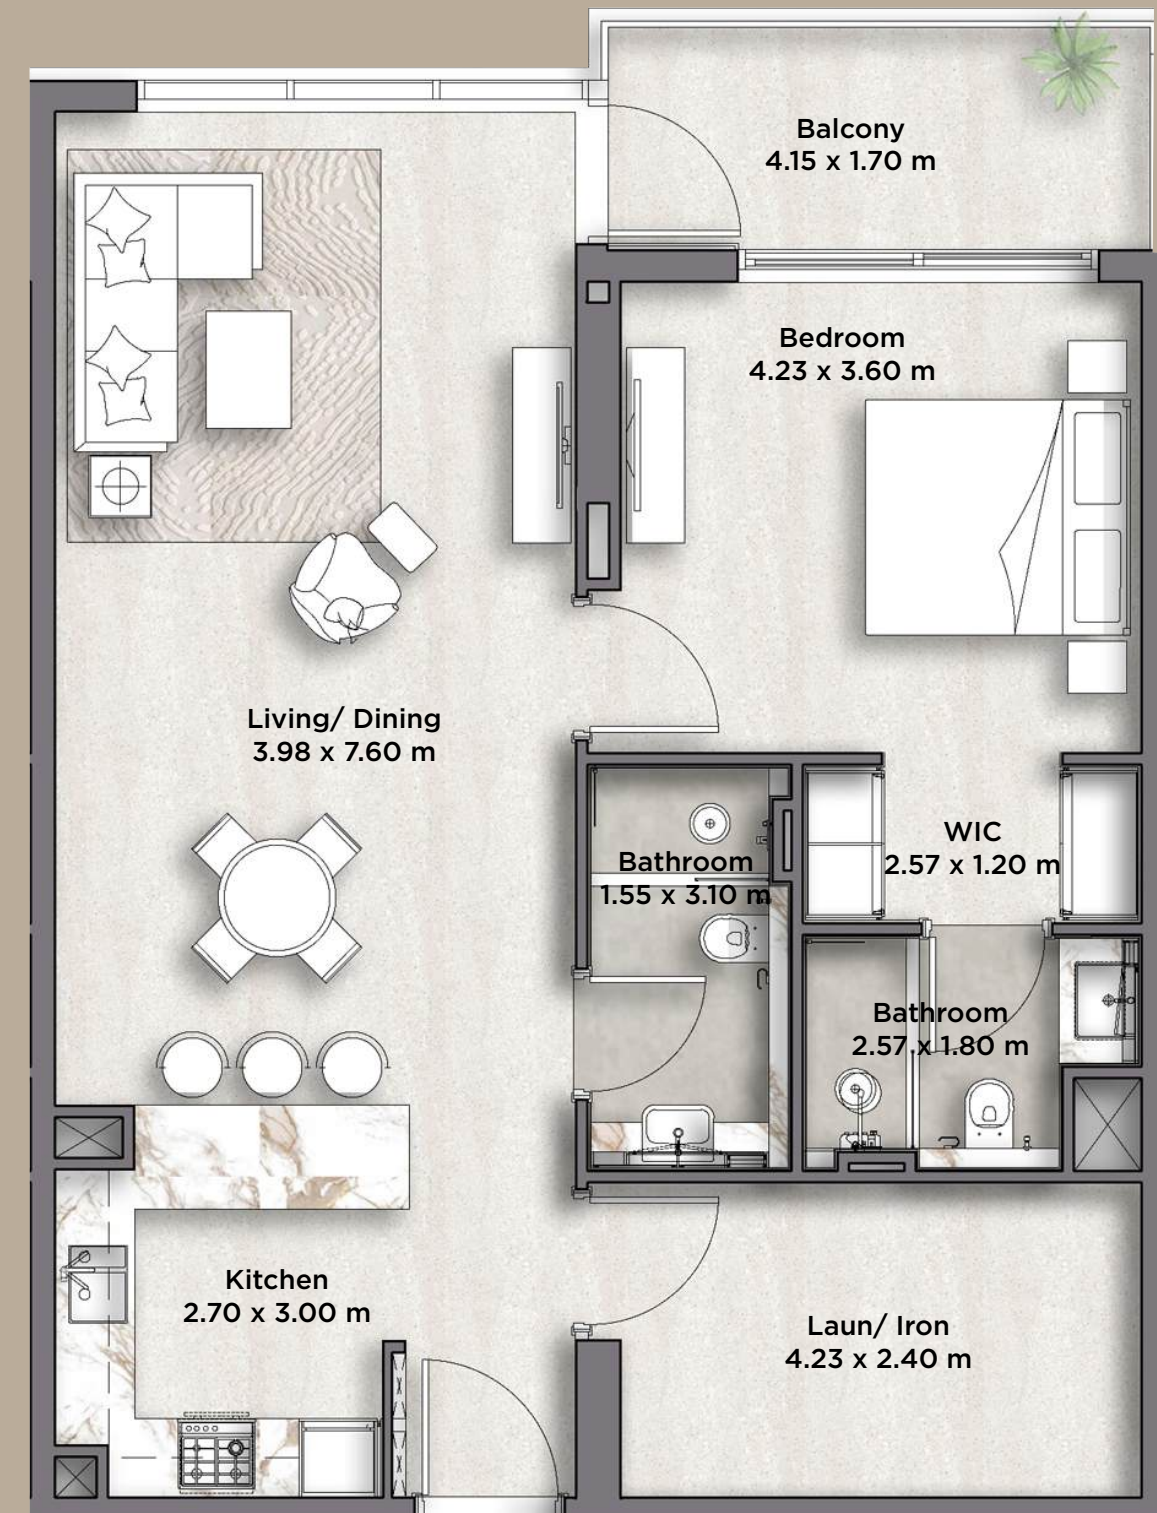 Balcony
4.15 x 1.70 m
Bedroom
4.23 x 3.60 m
Living/ Dining
3.98 x 7.60 m
WIC
2.57 x 1.20 m
Bathroom
1.55 x 3.10 m
Bathroom
2.57 x 1.80 m
Kitchen
2.70 x 3.00 m
Laun/ Iron
4.23 x 2.40 m